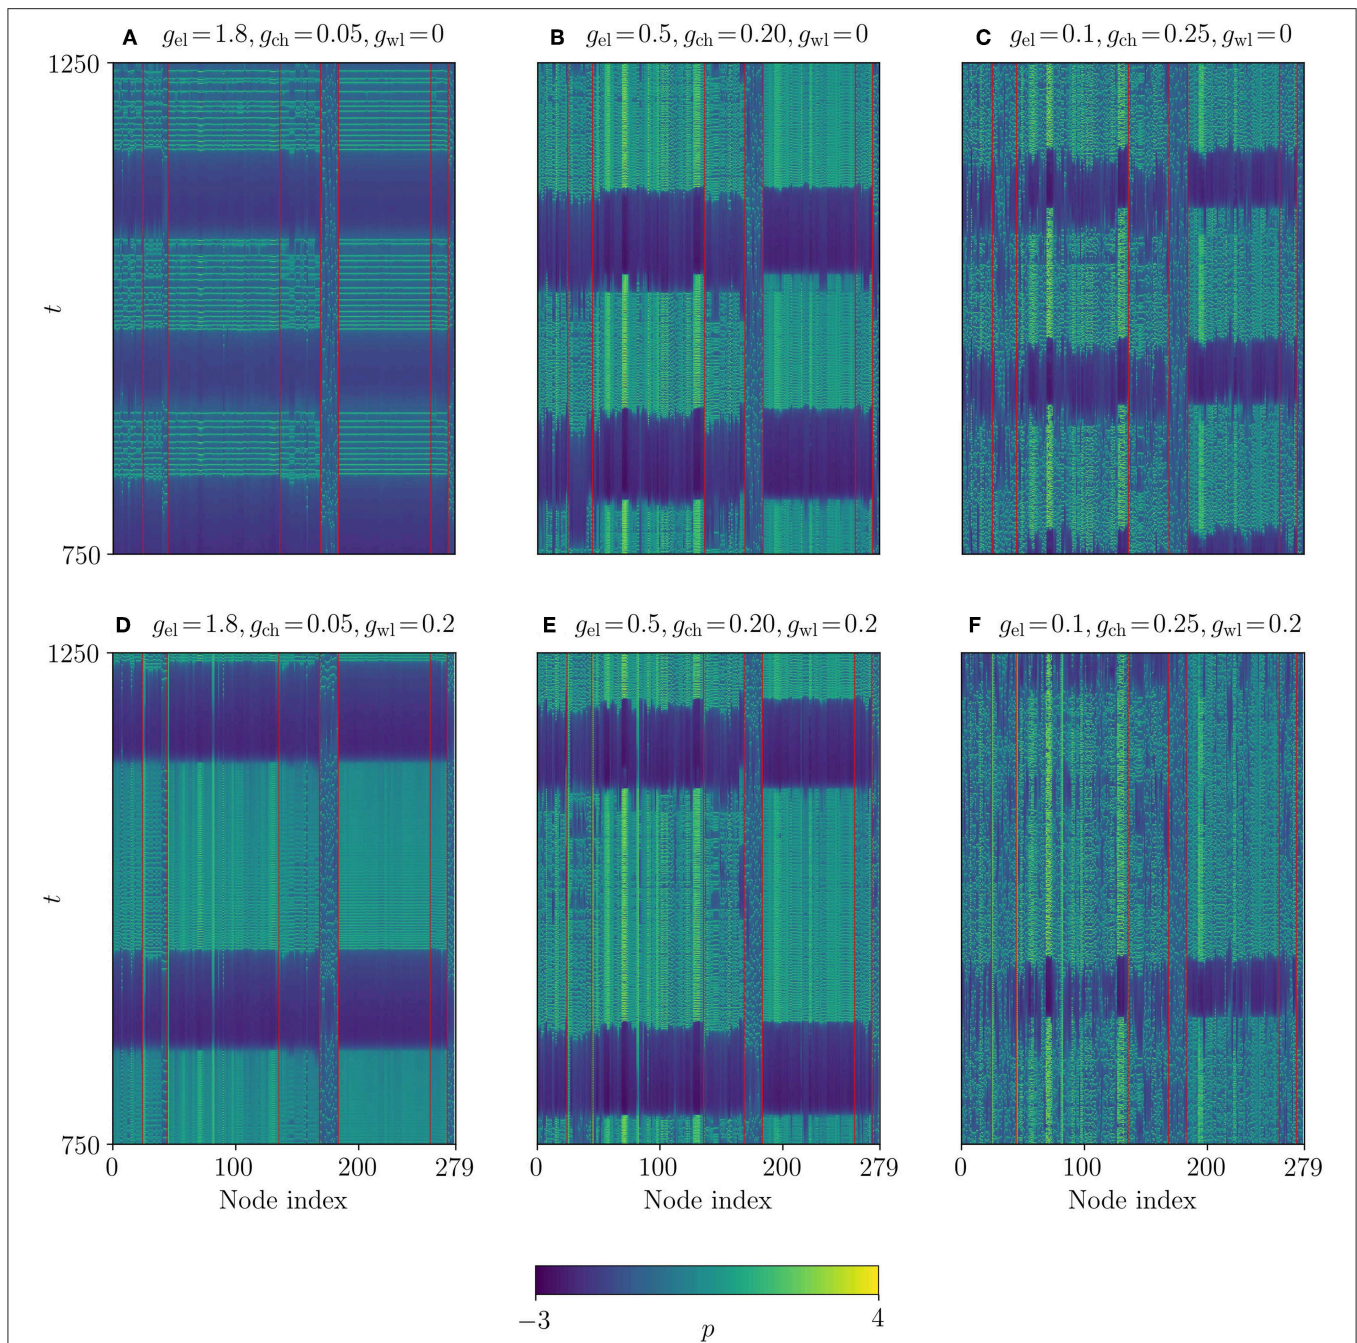 A g_el=1.8, g_ch=0.05, g_wl=0
B g_el=0.5, g_ch=0.20, g_wl=0
C g_el=0.1, g_ch=0.25, g_wl=0
1250
t
750
D g_el=1.8, g_ch=0.05, g_wl=0.2
E g_el=0.5, g_ch=0.20, g_wl=0.2
F g_el=0.1, g_ch=0.25, g_wl=0.2
1250
t
750
0 100 200 279
0 100 200 279
0 100 200 279
Node index
Node index
Node index
−3 4
p